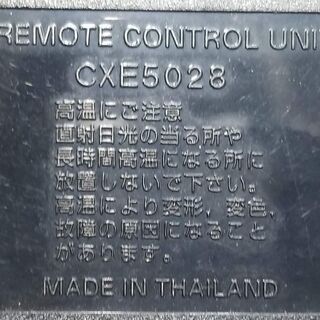 REMOTE CONTROL UNI
CXE5028
高温にご注意
直射日光の当る所や
長時間高温になる所に
放置しないで下さい。
高温により変形，変色，
故障の原因になること
があります．
MADE IN THAILAND